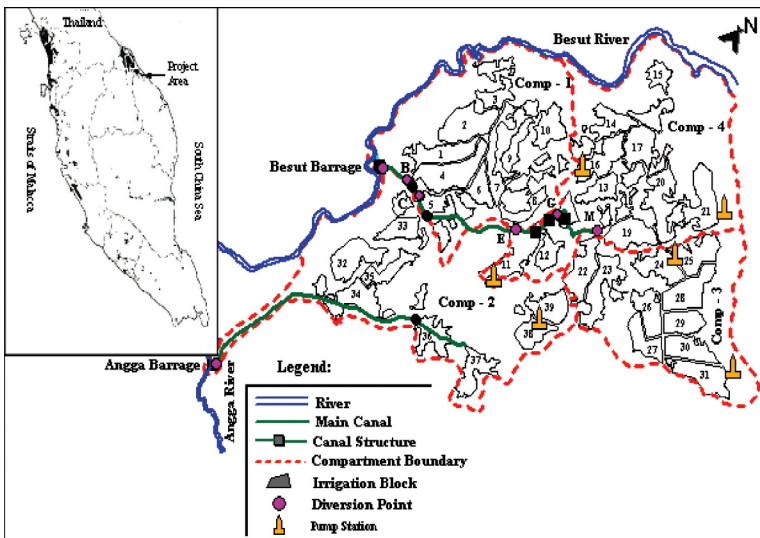 Thailand
Project
Area
Straits of Malacca
South China Sea
N
Besut River
Comp - 1
15
3
2
10
14
Comp - 4
17
9
1
16
Besut Barrage
B
4
20
13
6
7
C
8
G
18
21
5
M
33
E
19
12
32
11
24
25
35
22
23
34
Comp - 2
39
26
28
Comp - 3
29
38
36
27
30
37
31
Angga Barrage
Angga River
Legend:
River
Main Canal
Canal Structure
Compartment Boundary
Irrigation Block
Diversion Point
Pump Station